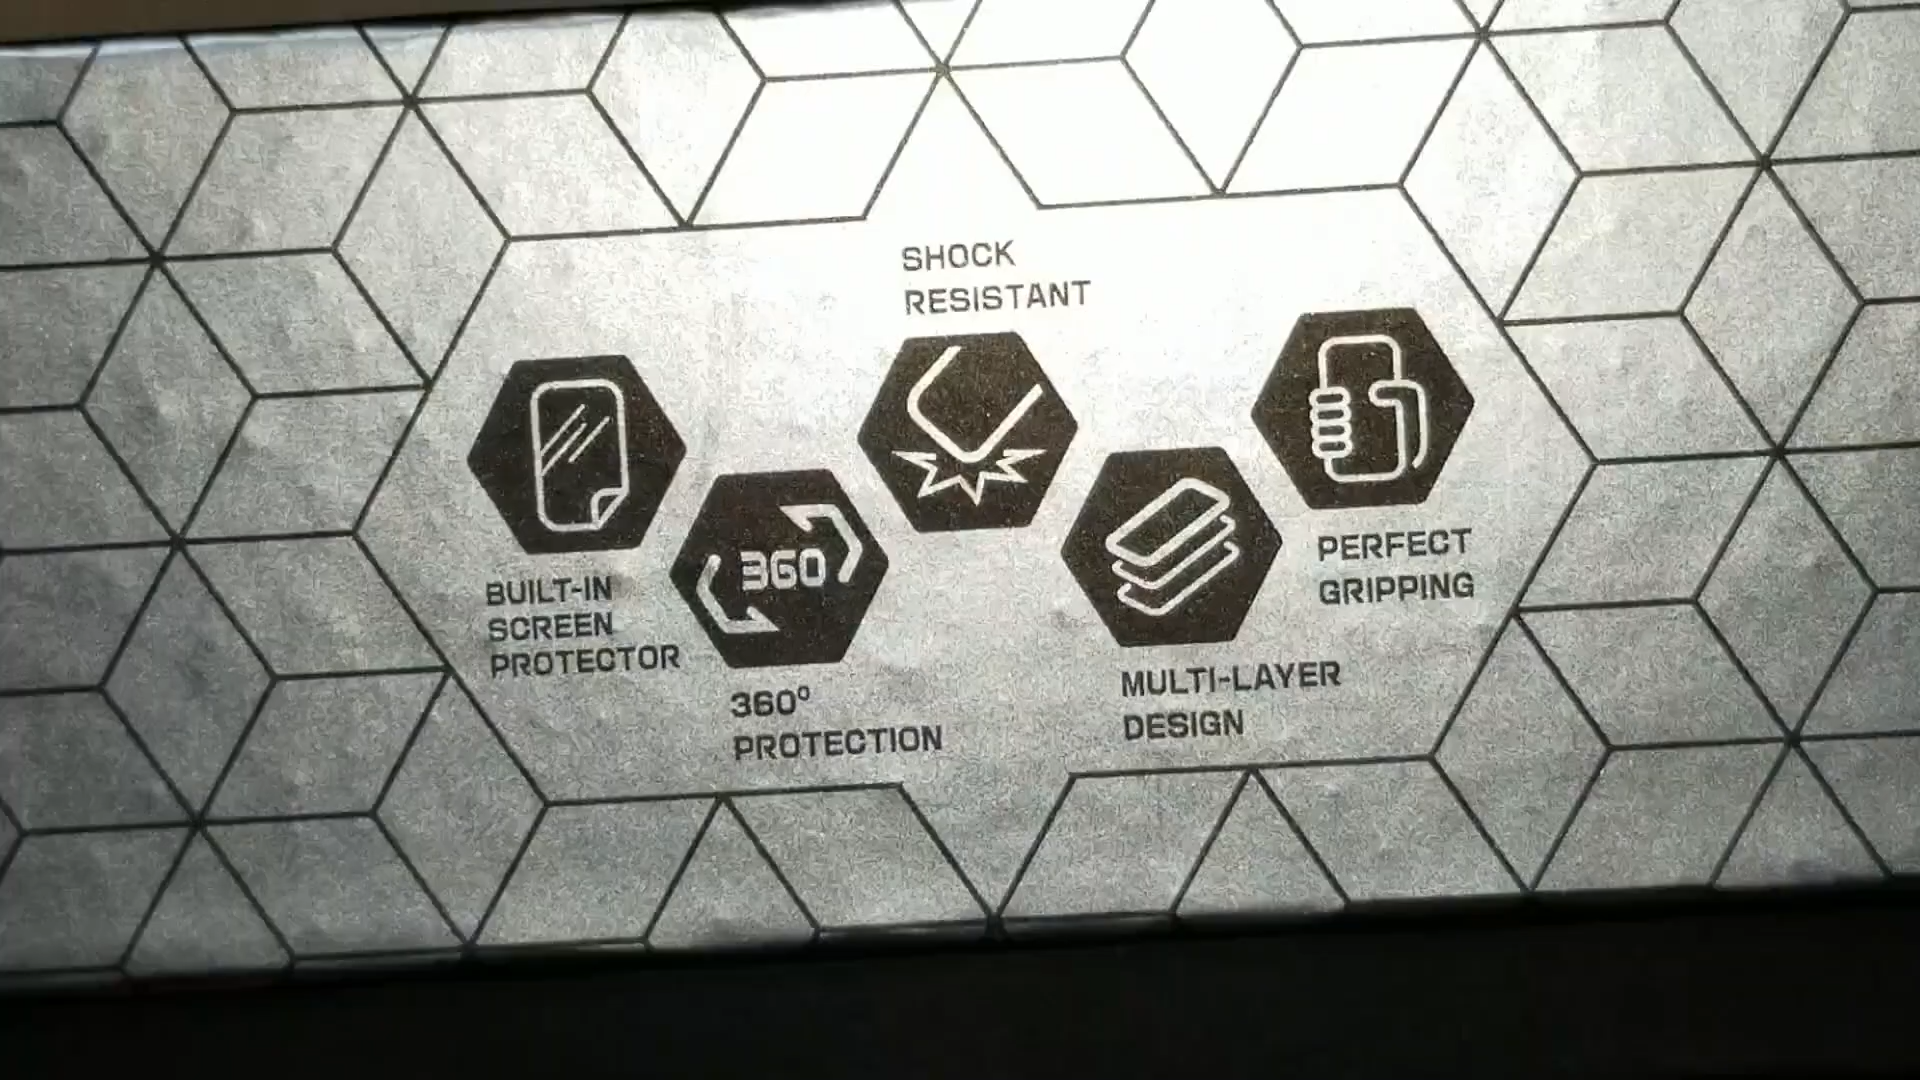 SHOCK
RESISTANT
BUILT-IN
SCREEN
PROTECTOR
360
360°
PROTECTION
MULTI-LAYER
DESIGN
PERFECT
GRIPPING